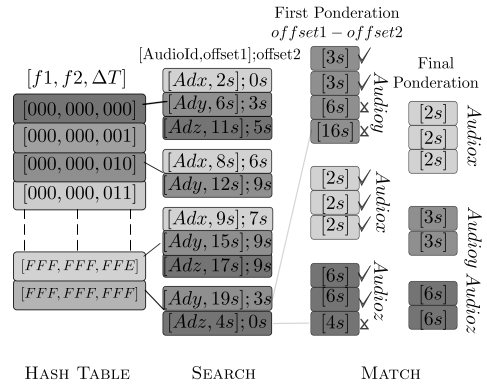 First Ponderation
offset1 − offset2
[AudioId,offset1];offset2
[f1, f2, ΔT]
[000, 000, 000]
[000, 000, 001]
[000, 000, 010]
[000, 000, 011]
[FFF, FFF, FFE]
[FFF, FFF, FFF]
HASH TABLE
[Adx, 2s]; 0s
[Ady, 6s]; 3s
[Adz, 11s]; 5s
[Adx, 8s]; 6s
[Ady, 12s]; 9s
[Adx, 9s]; 7s
[Ady, 15s]; 9s
[Adz, 17s]; 9s
[Ady, 19s]; 3s
[Adz, 4s]; 0s
SEARCH
[3s] ✓
[3s] ✓
[6s] ✗
[16s] ✗
Audioy
[2s] ✓
[2s] ✓
[2s] ✓
Audiox
[6s] ✓
[6s] ✓
[4s] ✗
Audioz
Final
Ponderation
[2s]
[2s]
[2s]
Audiox
[3s]
[3s]
Audioy
[6s]
[6s]
Audioz
MATCH